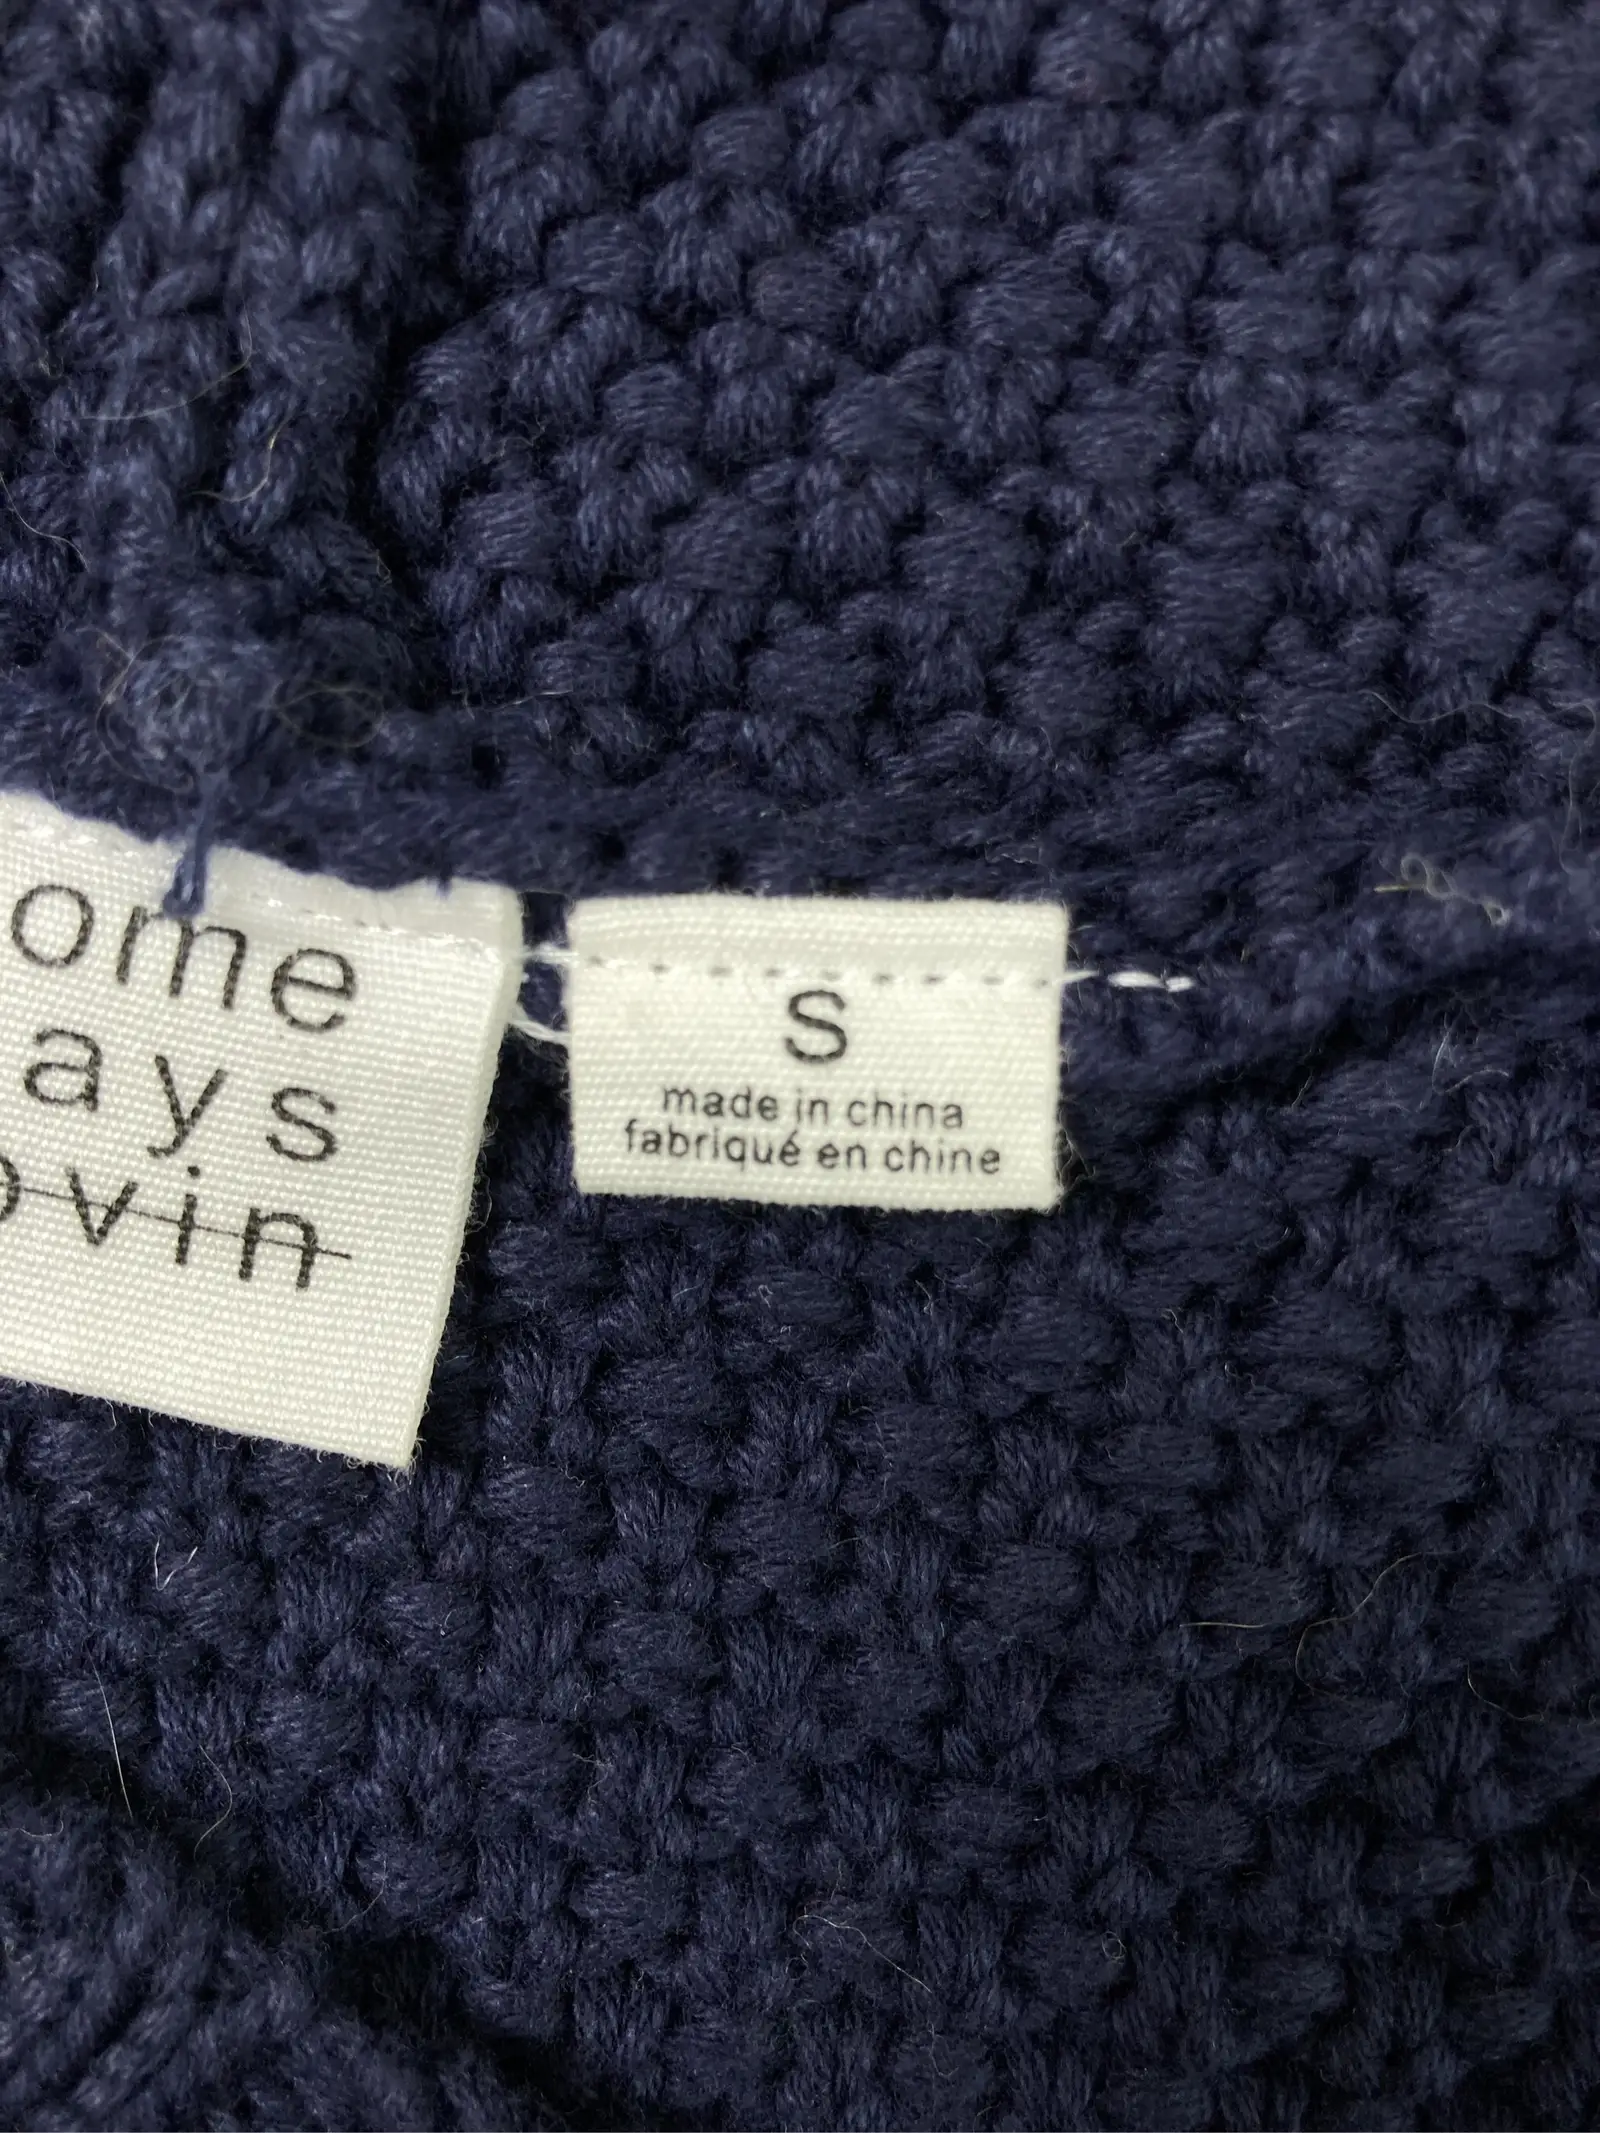 ome
ays
ovin
S
made in china
fabriqué en chine